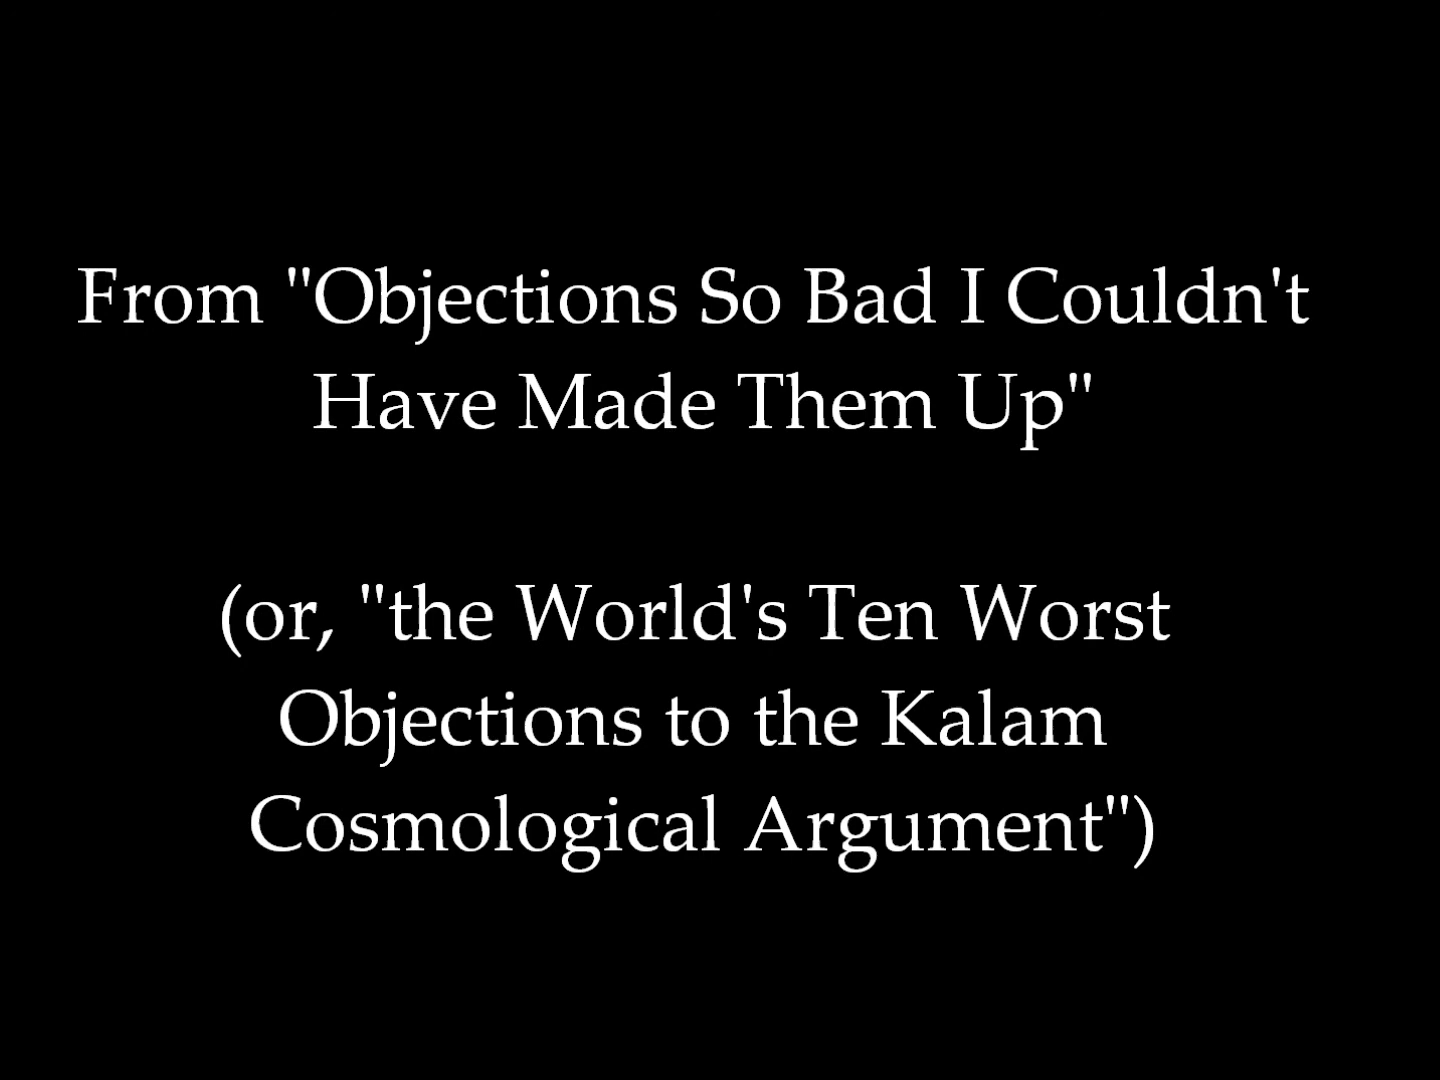 From "Objections So Bad I Couldn't
Have Made Them Up"
(or, "the World's Ten Worst
Objections to the Kalam
Cosmological Argument")